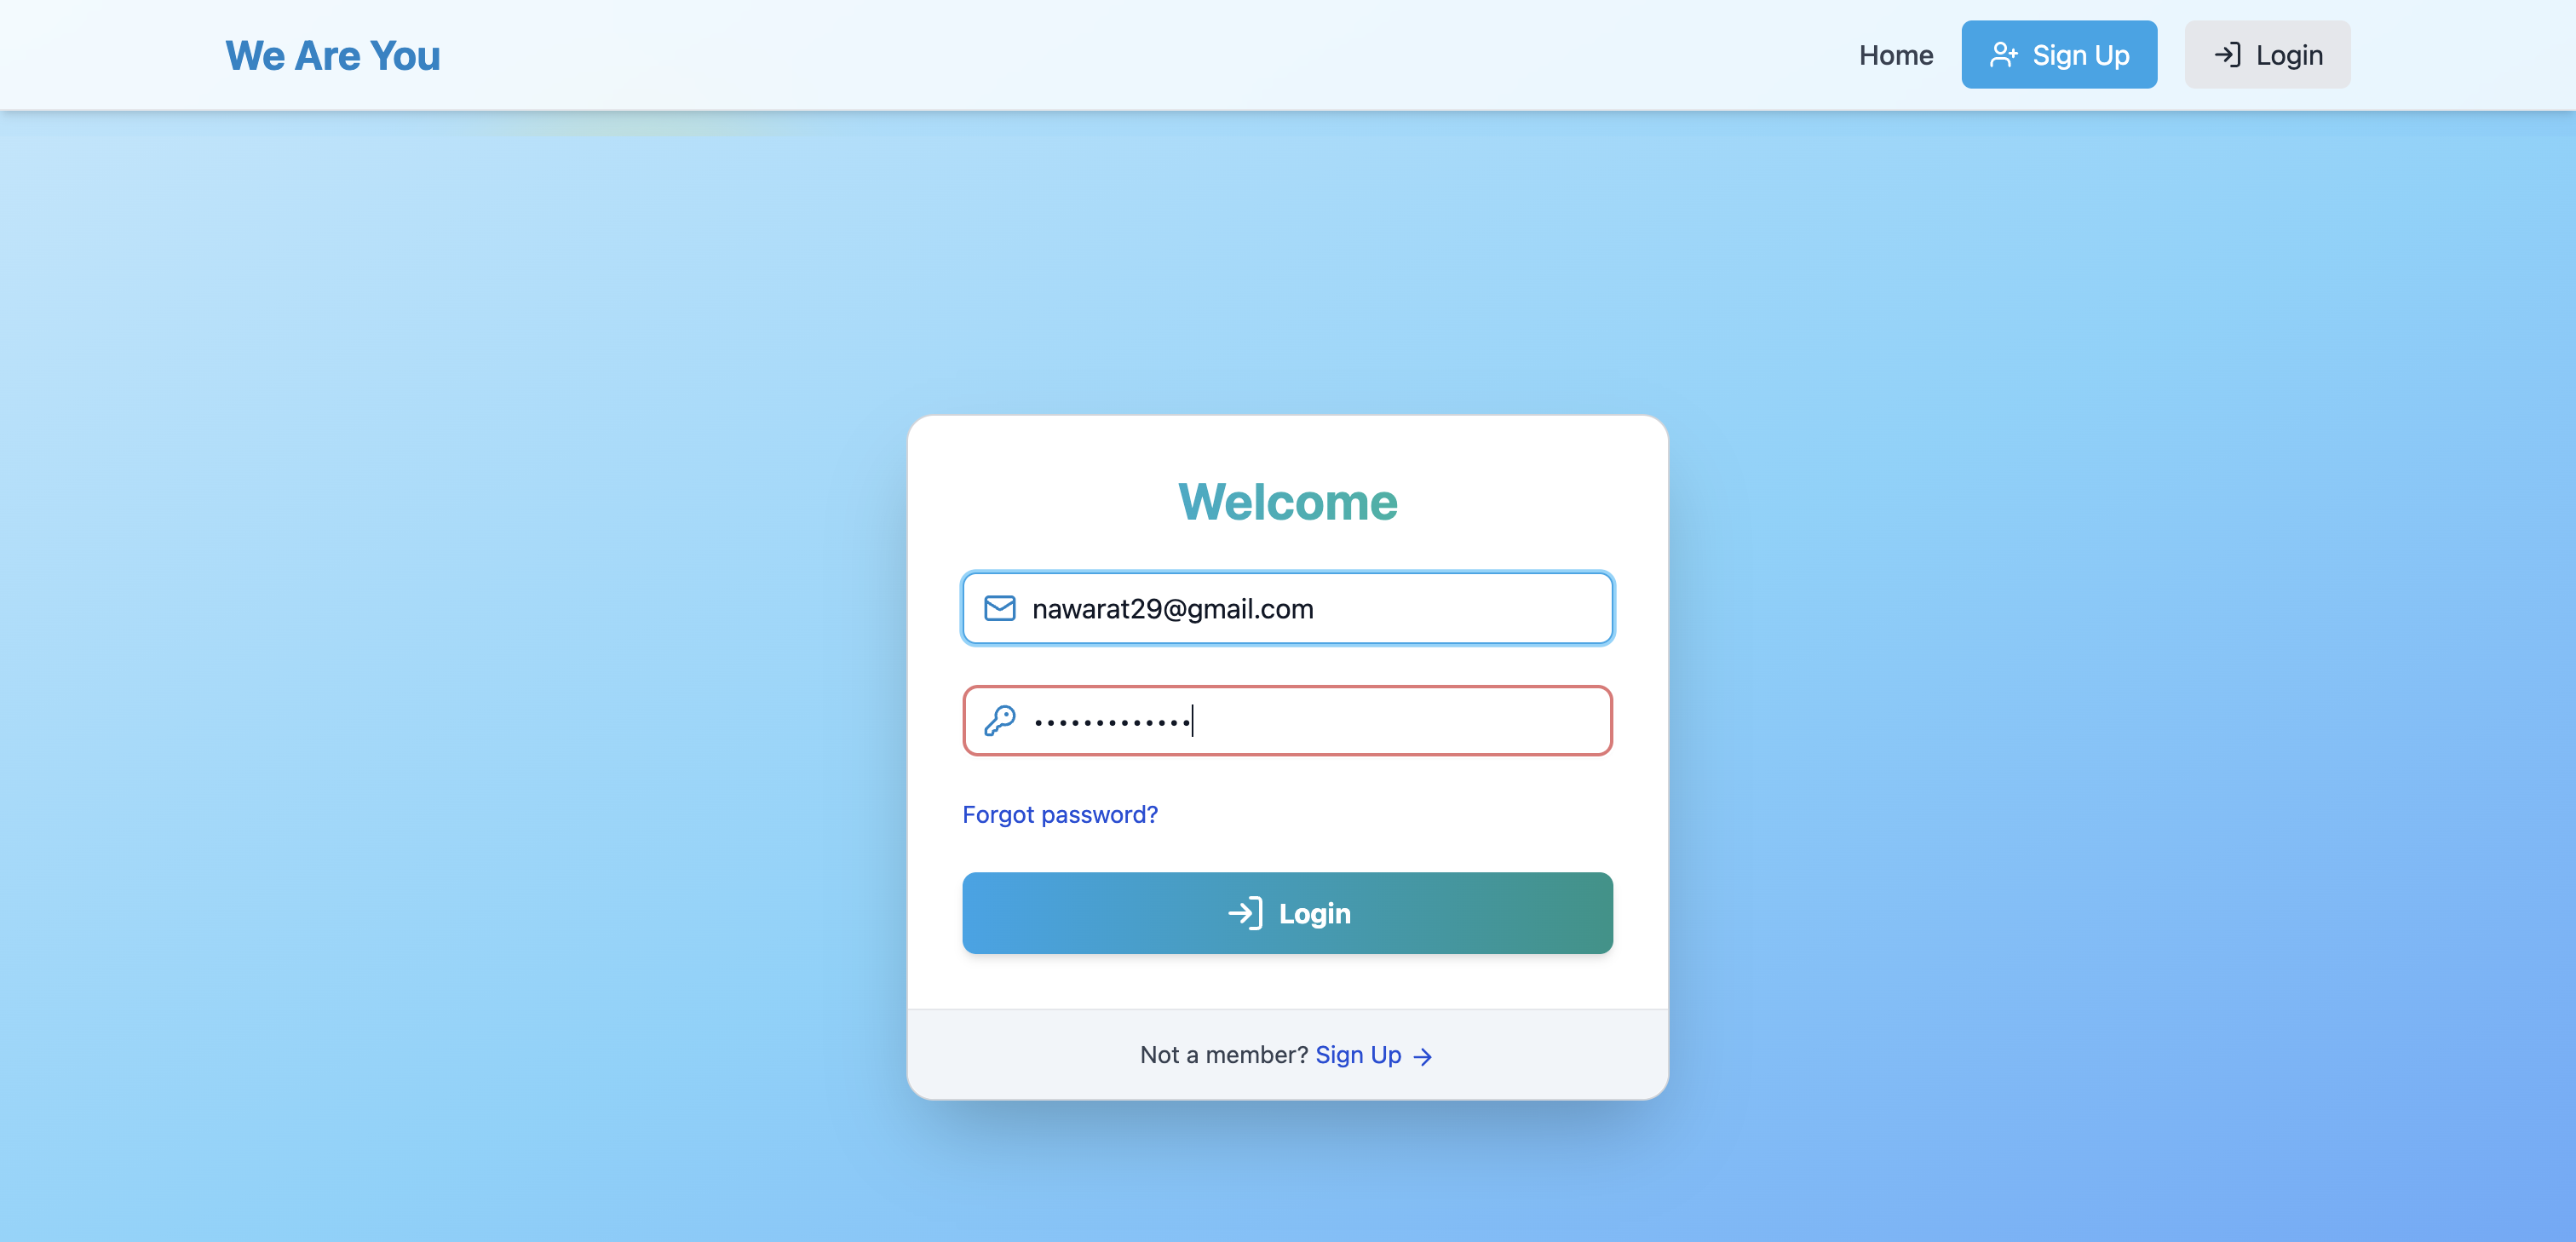 We Are You
Home
Sign Up
Login
Welcome
nawarat29@gmail.com
•••••••••••••
Forgot password?
Login
Not a member? Sign Up →